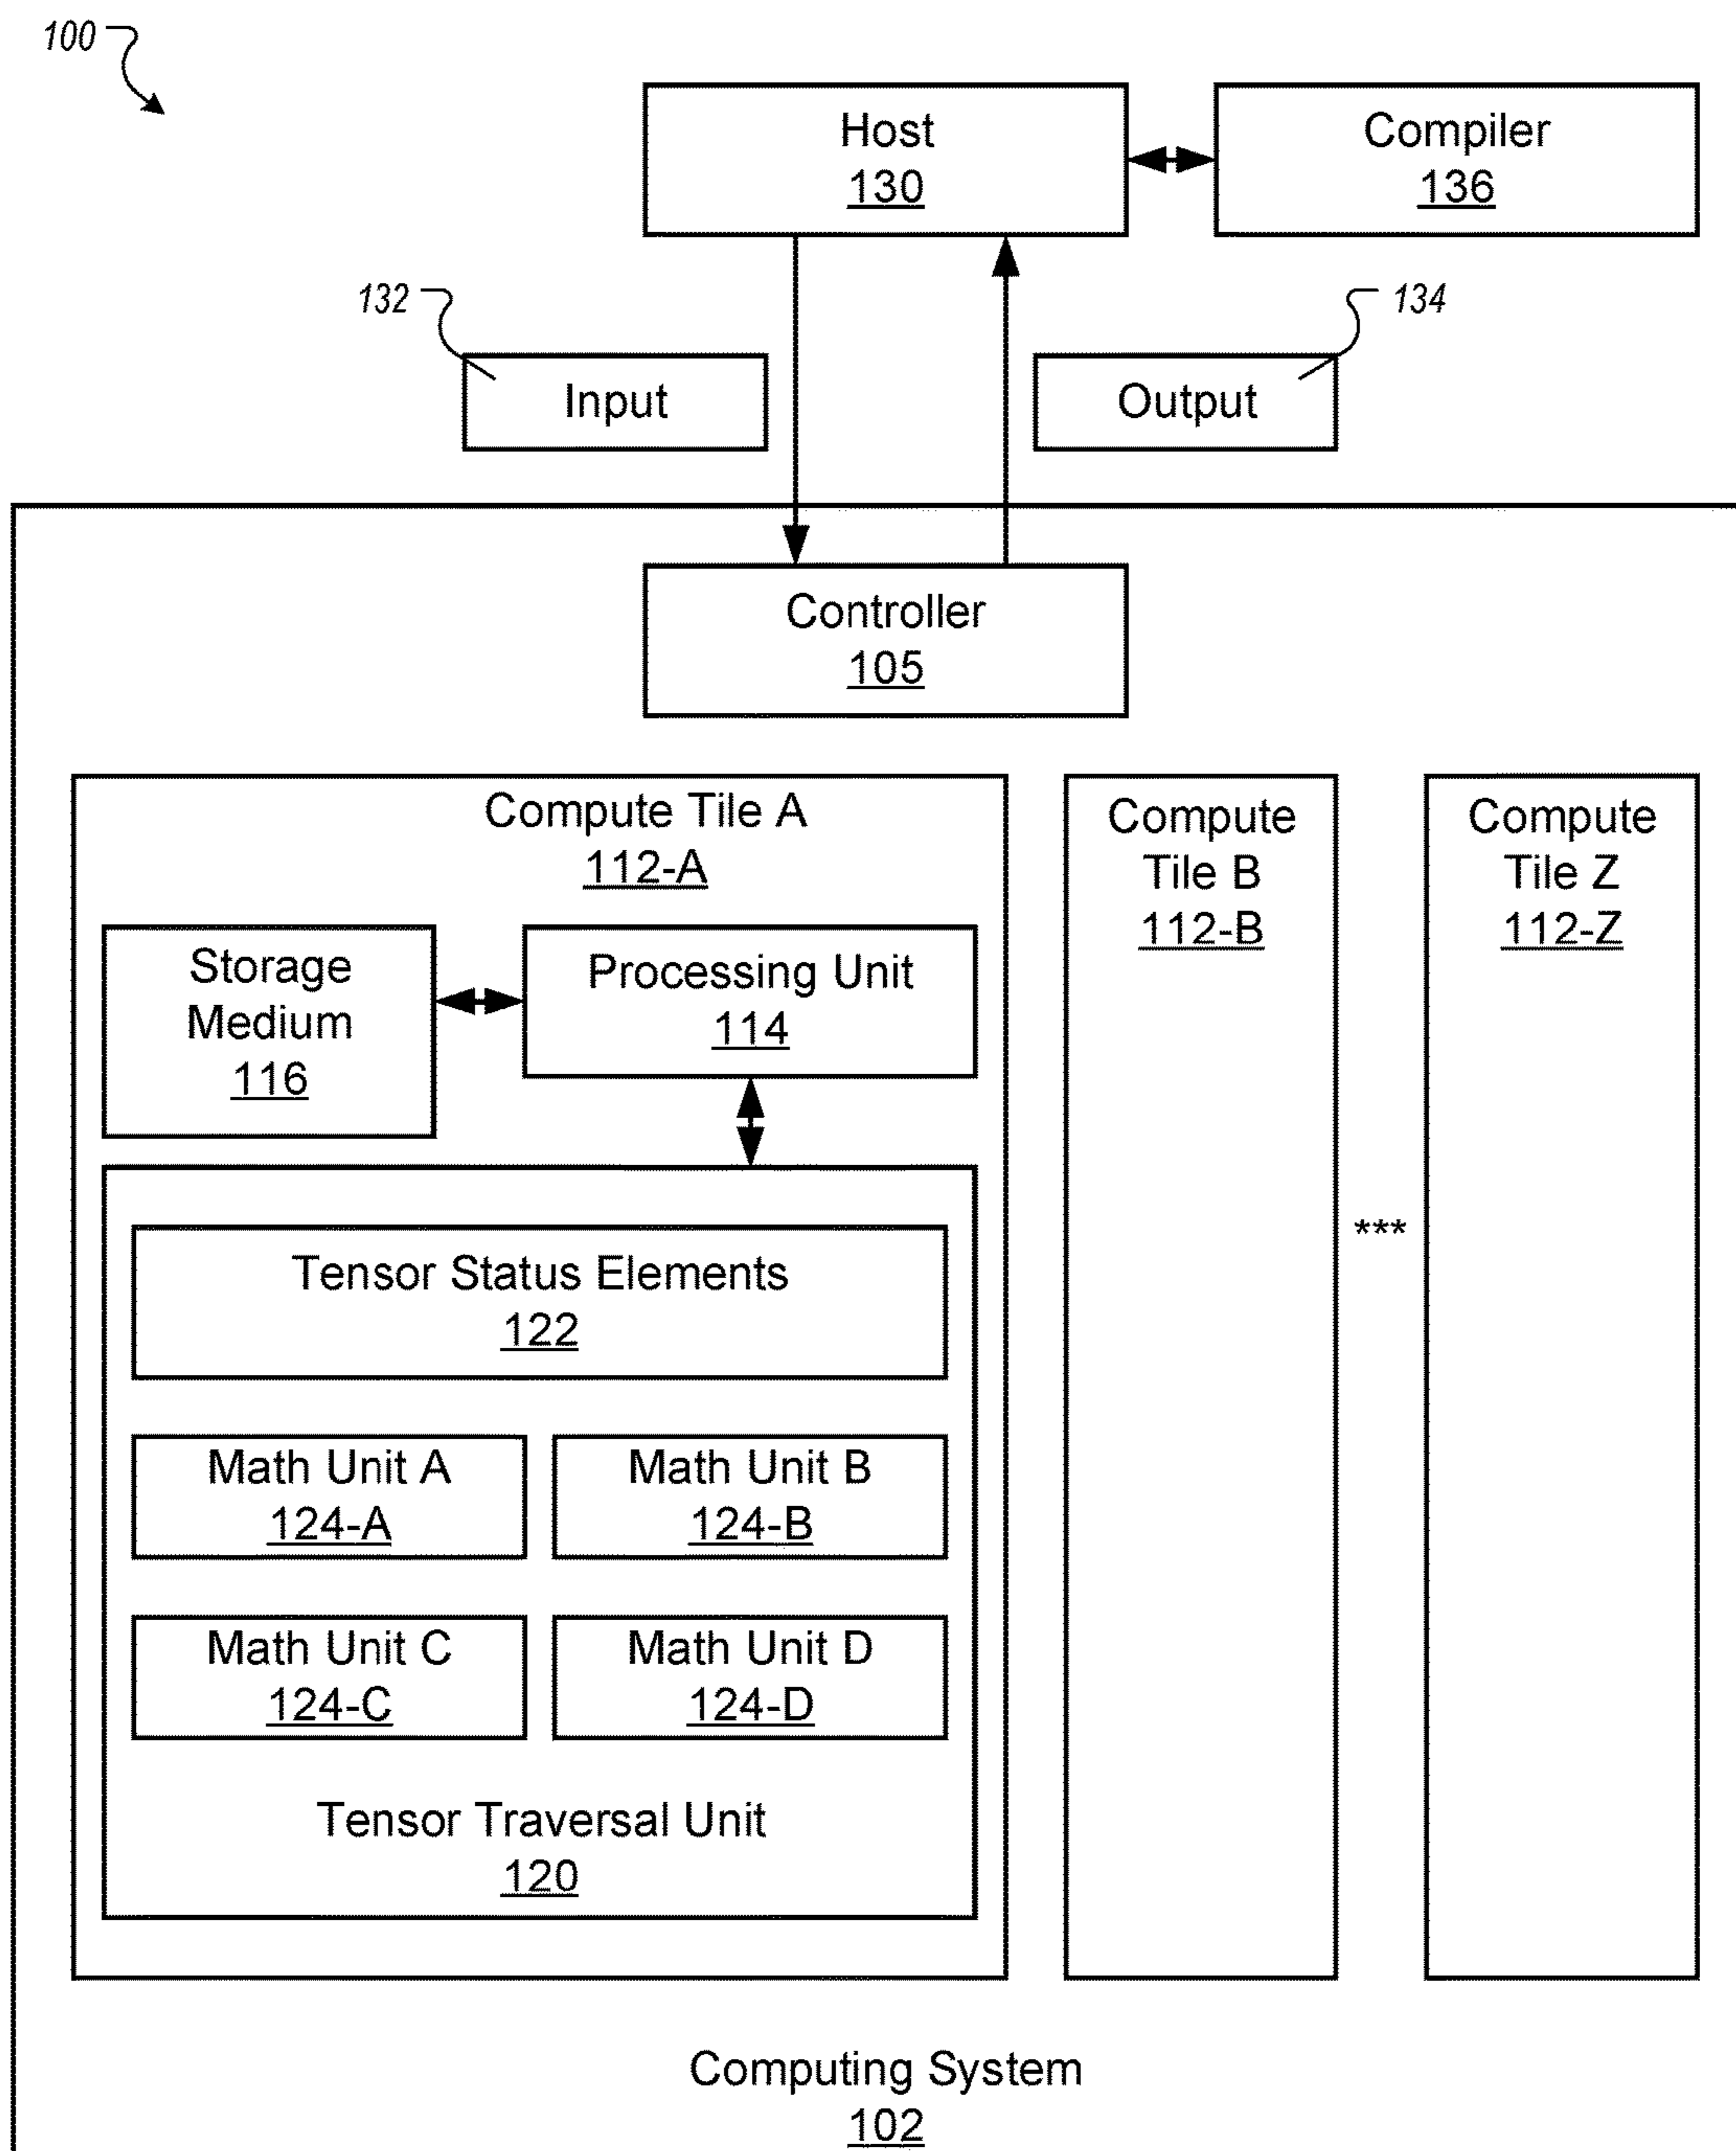 100
Host
130
Compiler
136
132
134
Input
Output
Controller
105
Compute Tile A
112-A
Compute
Tile B
112-B
Compute
Tile Z
112-Z
Storage
Medium
116
Processing Unit
114
***
Tensor Status Elements
122
Math Unit A
124-A
Math Unit B
124-B
Math Unit C
124-C
Math Unit D
124-D
Tensor Traversal Unit
120
Computing System
102